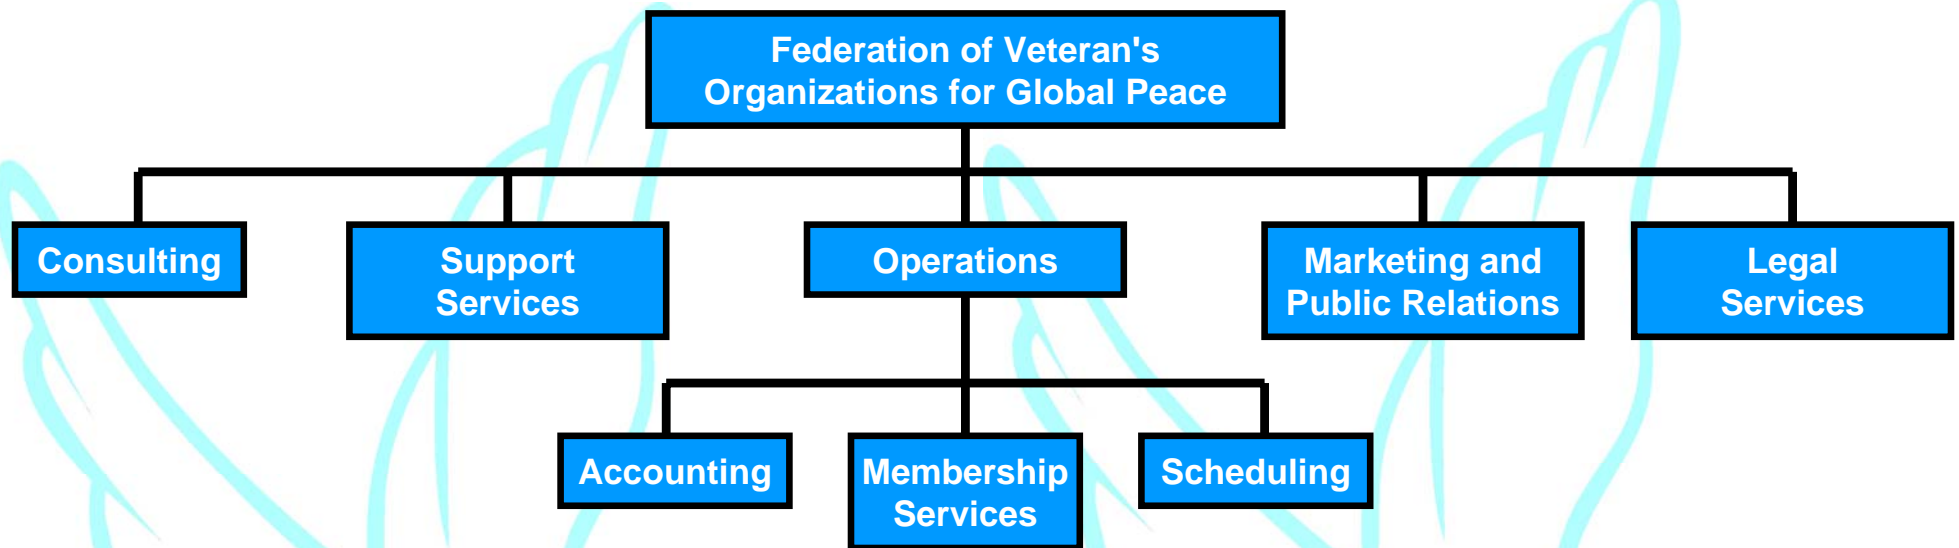 Federation of Veteran's
Organizations for Global Peace
Consulting
Support
Services
Operations
Marketing and
Public Relations
Legal
Services
Accounting
Membership
Services
Scheduling